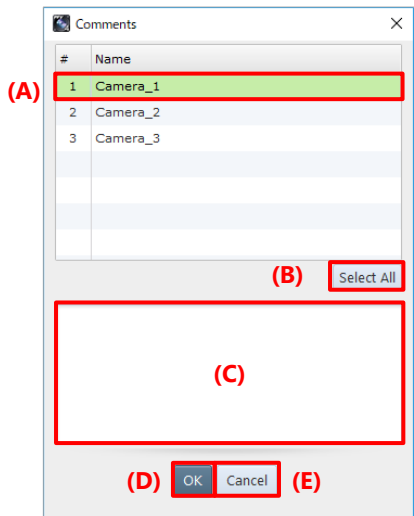 Comments
# Name
(A)
1 Camera_1
2 Camera_2
3 Camera_3
(B) Select All
(C)
(D) OK Cancel (E)